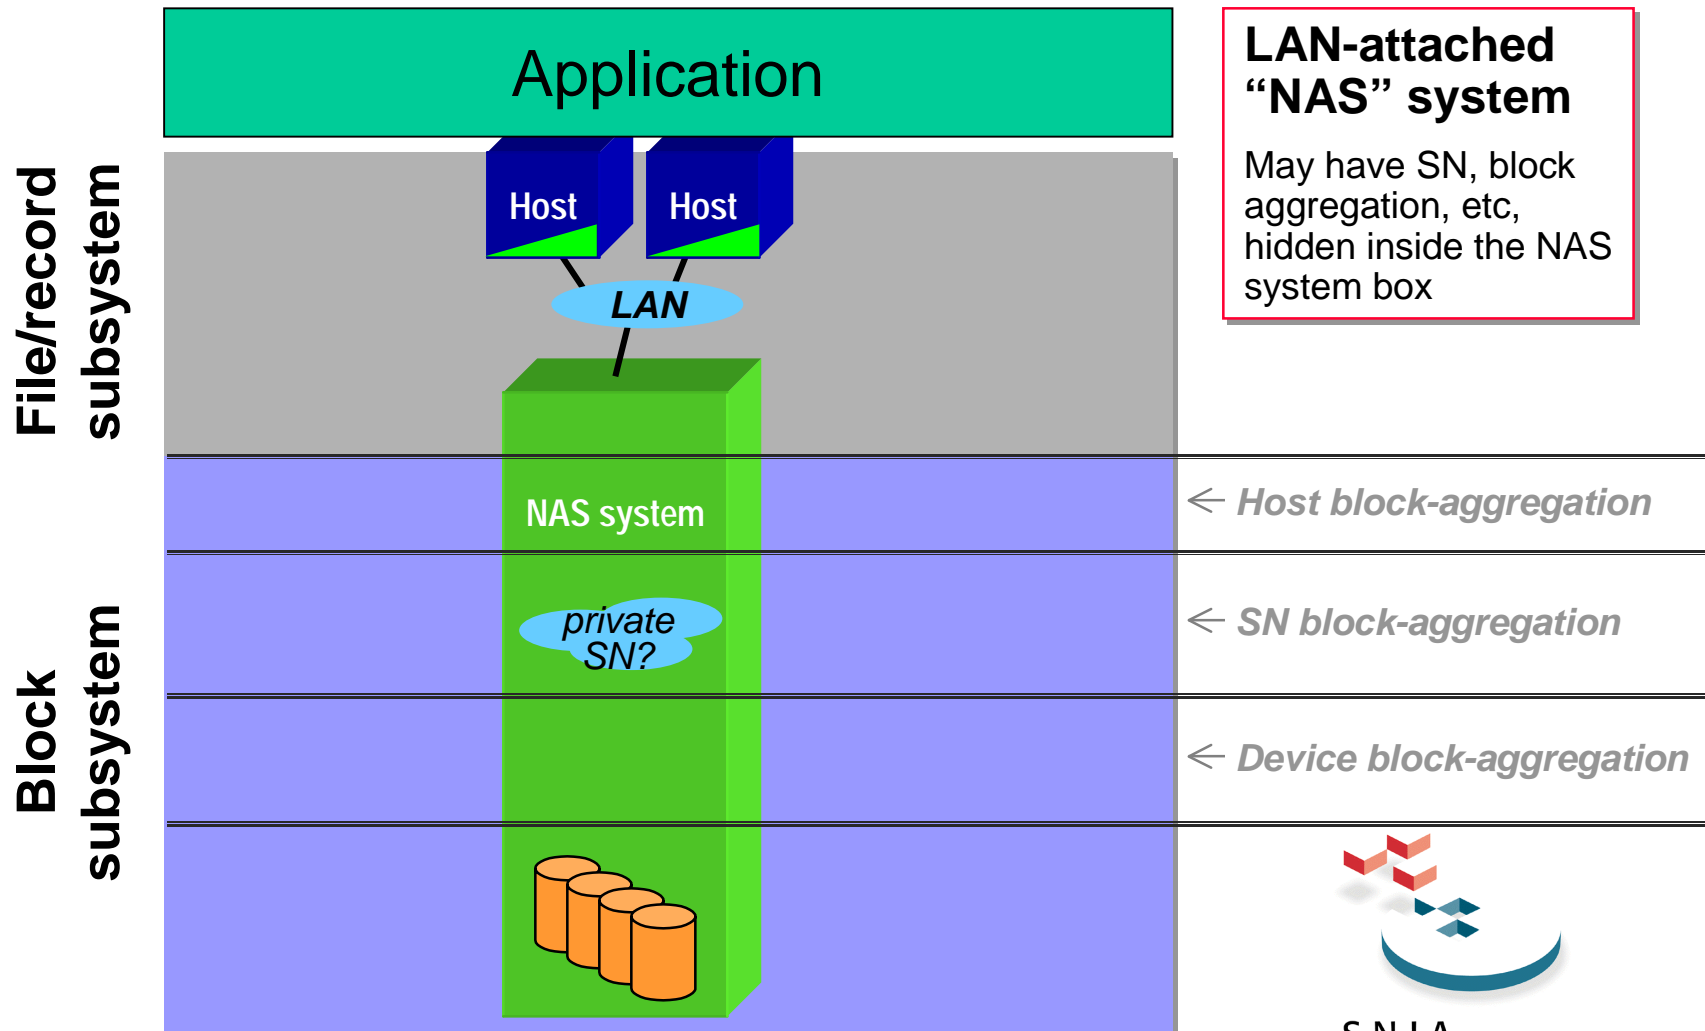 Application
LAN-attached
“NAS” system
May have SN, block
aggregation, etc,
hidden inside the NAS
system box
File/record
subsystem
Host
Host
LAN
NAS system
Host block-aggregation
private
SN?
SN block-aggregation
Block
subsystem
Device block-aggregation
SNIA